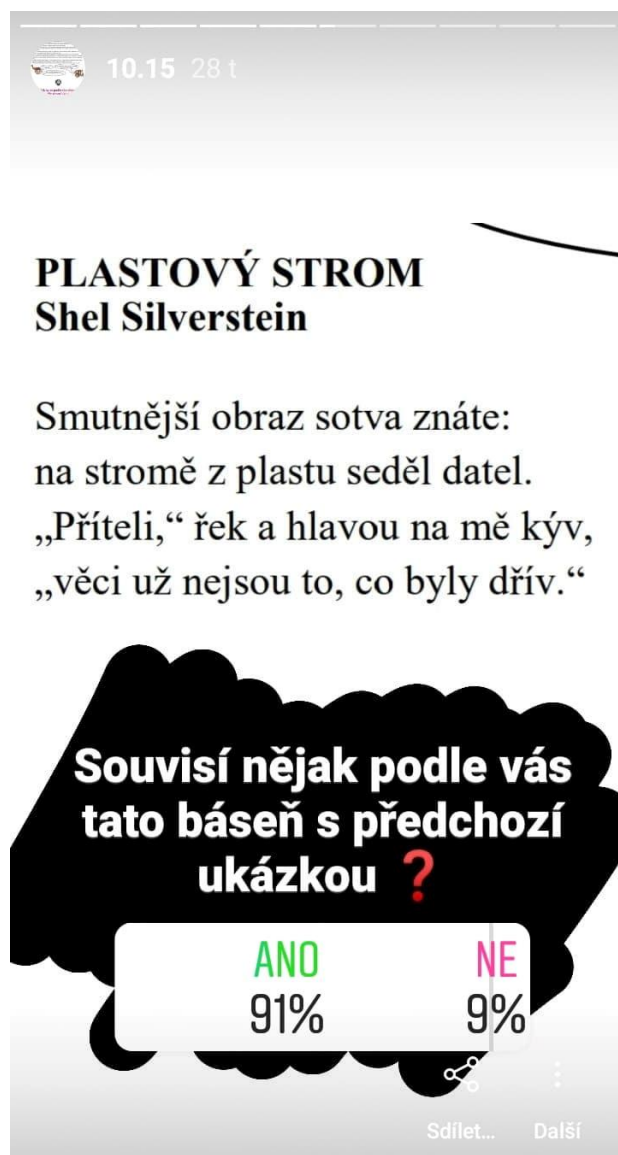 10.15 28 t
PLASTOVÝ STROM
Shel Silverstein
Smutnější obraz sotva znáte:
na stromě z plastu seděl datel.
„Příteli,“ řek a hlavou na mě kýv,
„věci už nejsou to, co byly dřív.“
Souvisí nějak podle vás
tato báseň s předchozí
ukázkou ❓
ANO NE
91% 9%
Sdílet... Další